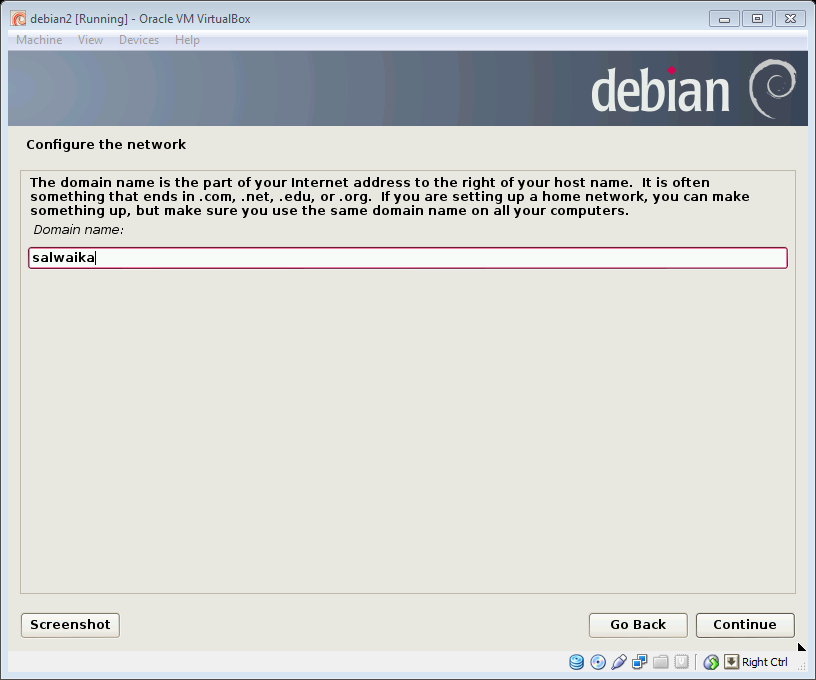 debian2 [Running] - Oracle VM VirtualBox
Machine View Devices Help
debian
Configure the network
The domain name is the part of your Internet address to the right of your host name. It is often
something that ends in .com, .net, .edu, or .org. If you are setting up a home network, you can make
something up, but make sure you use the same domain name on all your computers.
Domain name:
salwaika
Screenshot Go Back Continue
Right Ctrl